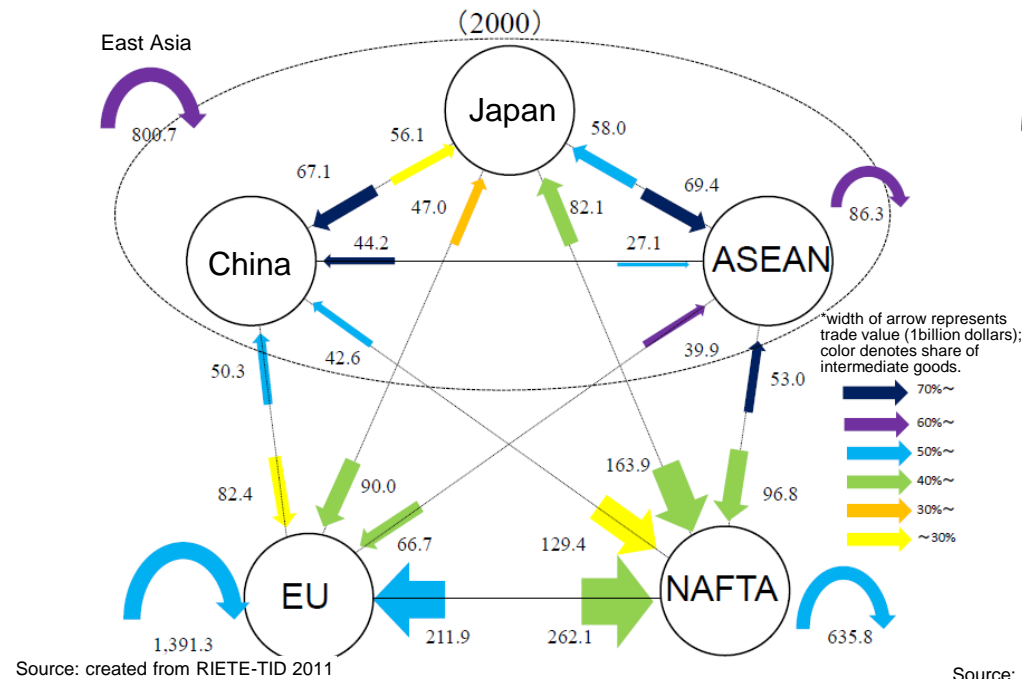 （2000）
East Asia
800.7
Japan
56.1
58.0
67.1
69.4
47.0
82.1
86.3
44.2
27.1
China
ASEAN
*width of arrow represents
trade value (1billion dollars);
color denotes share of
intermediate goods.
42.6
39.9
50.3
53.0
70%～
60%～
50%～
40%～
30%～
～30%
163.9
90.0
82.4
96.8
66.7
129.4
EU
NAFTA
1,391.3
211.9
262.1
635.8
Source: created from RIETE-TID 2011
Source: